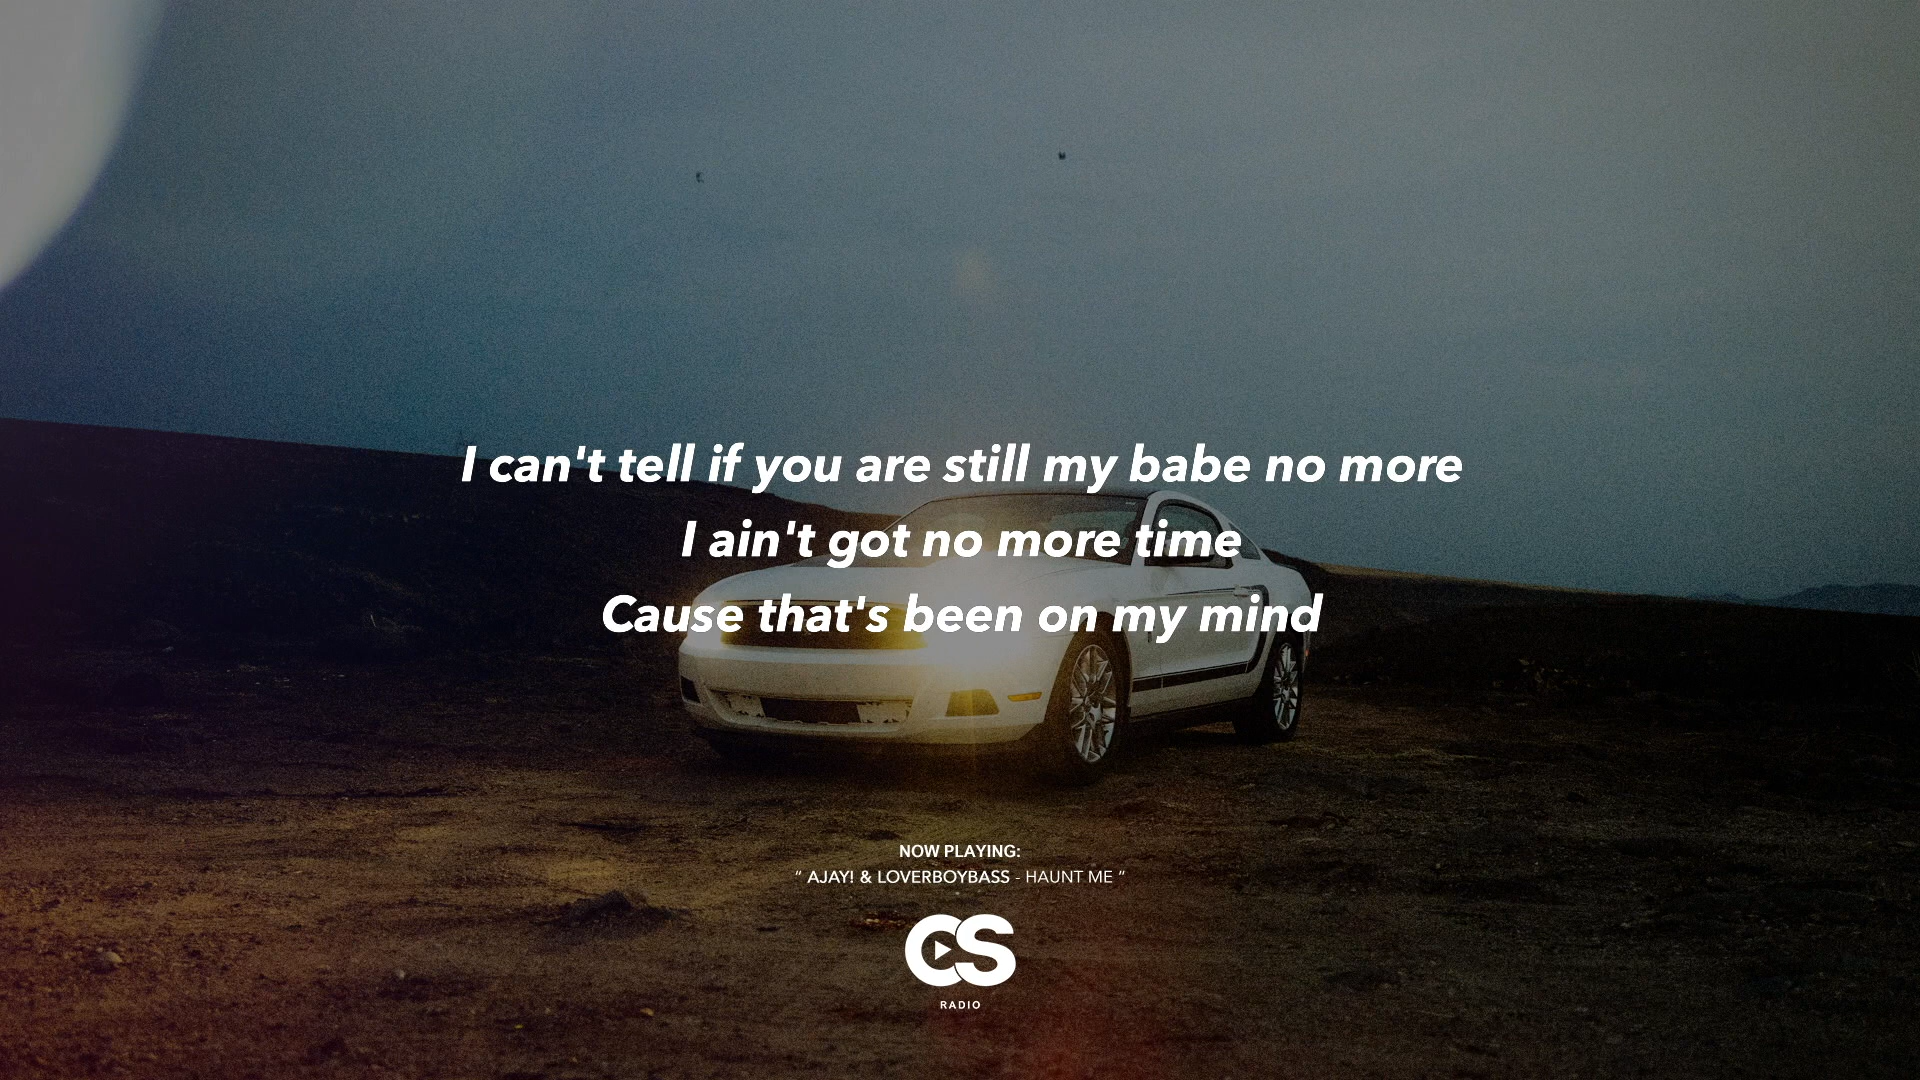 I can't tell if you are still my babe no more
I ain't got no more time
Cause that's been on my mind
NOW PLAYING:
" AJAY! & LOVERBOYBASS - HAUNT ME "
CS
RADIO